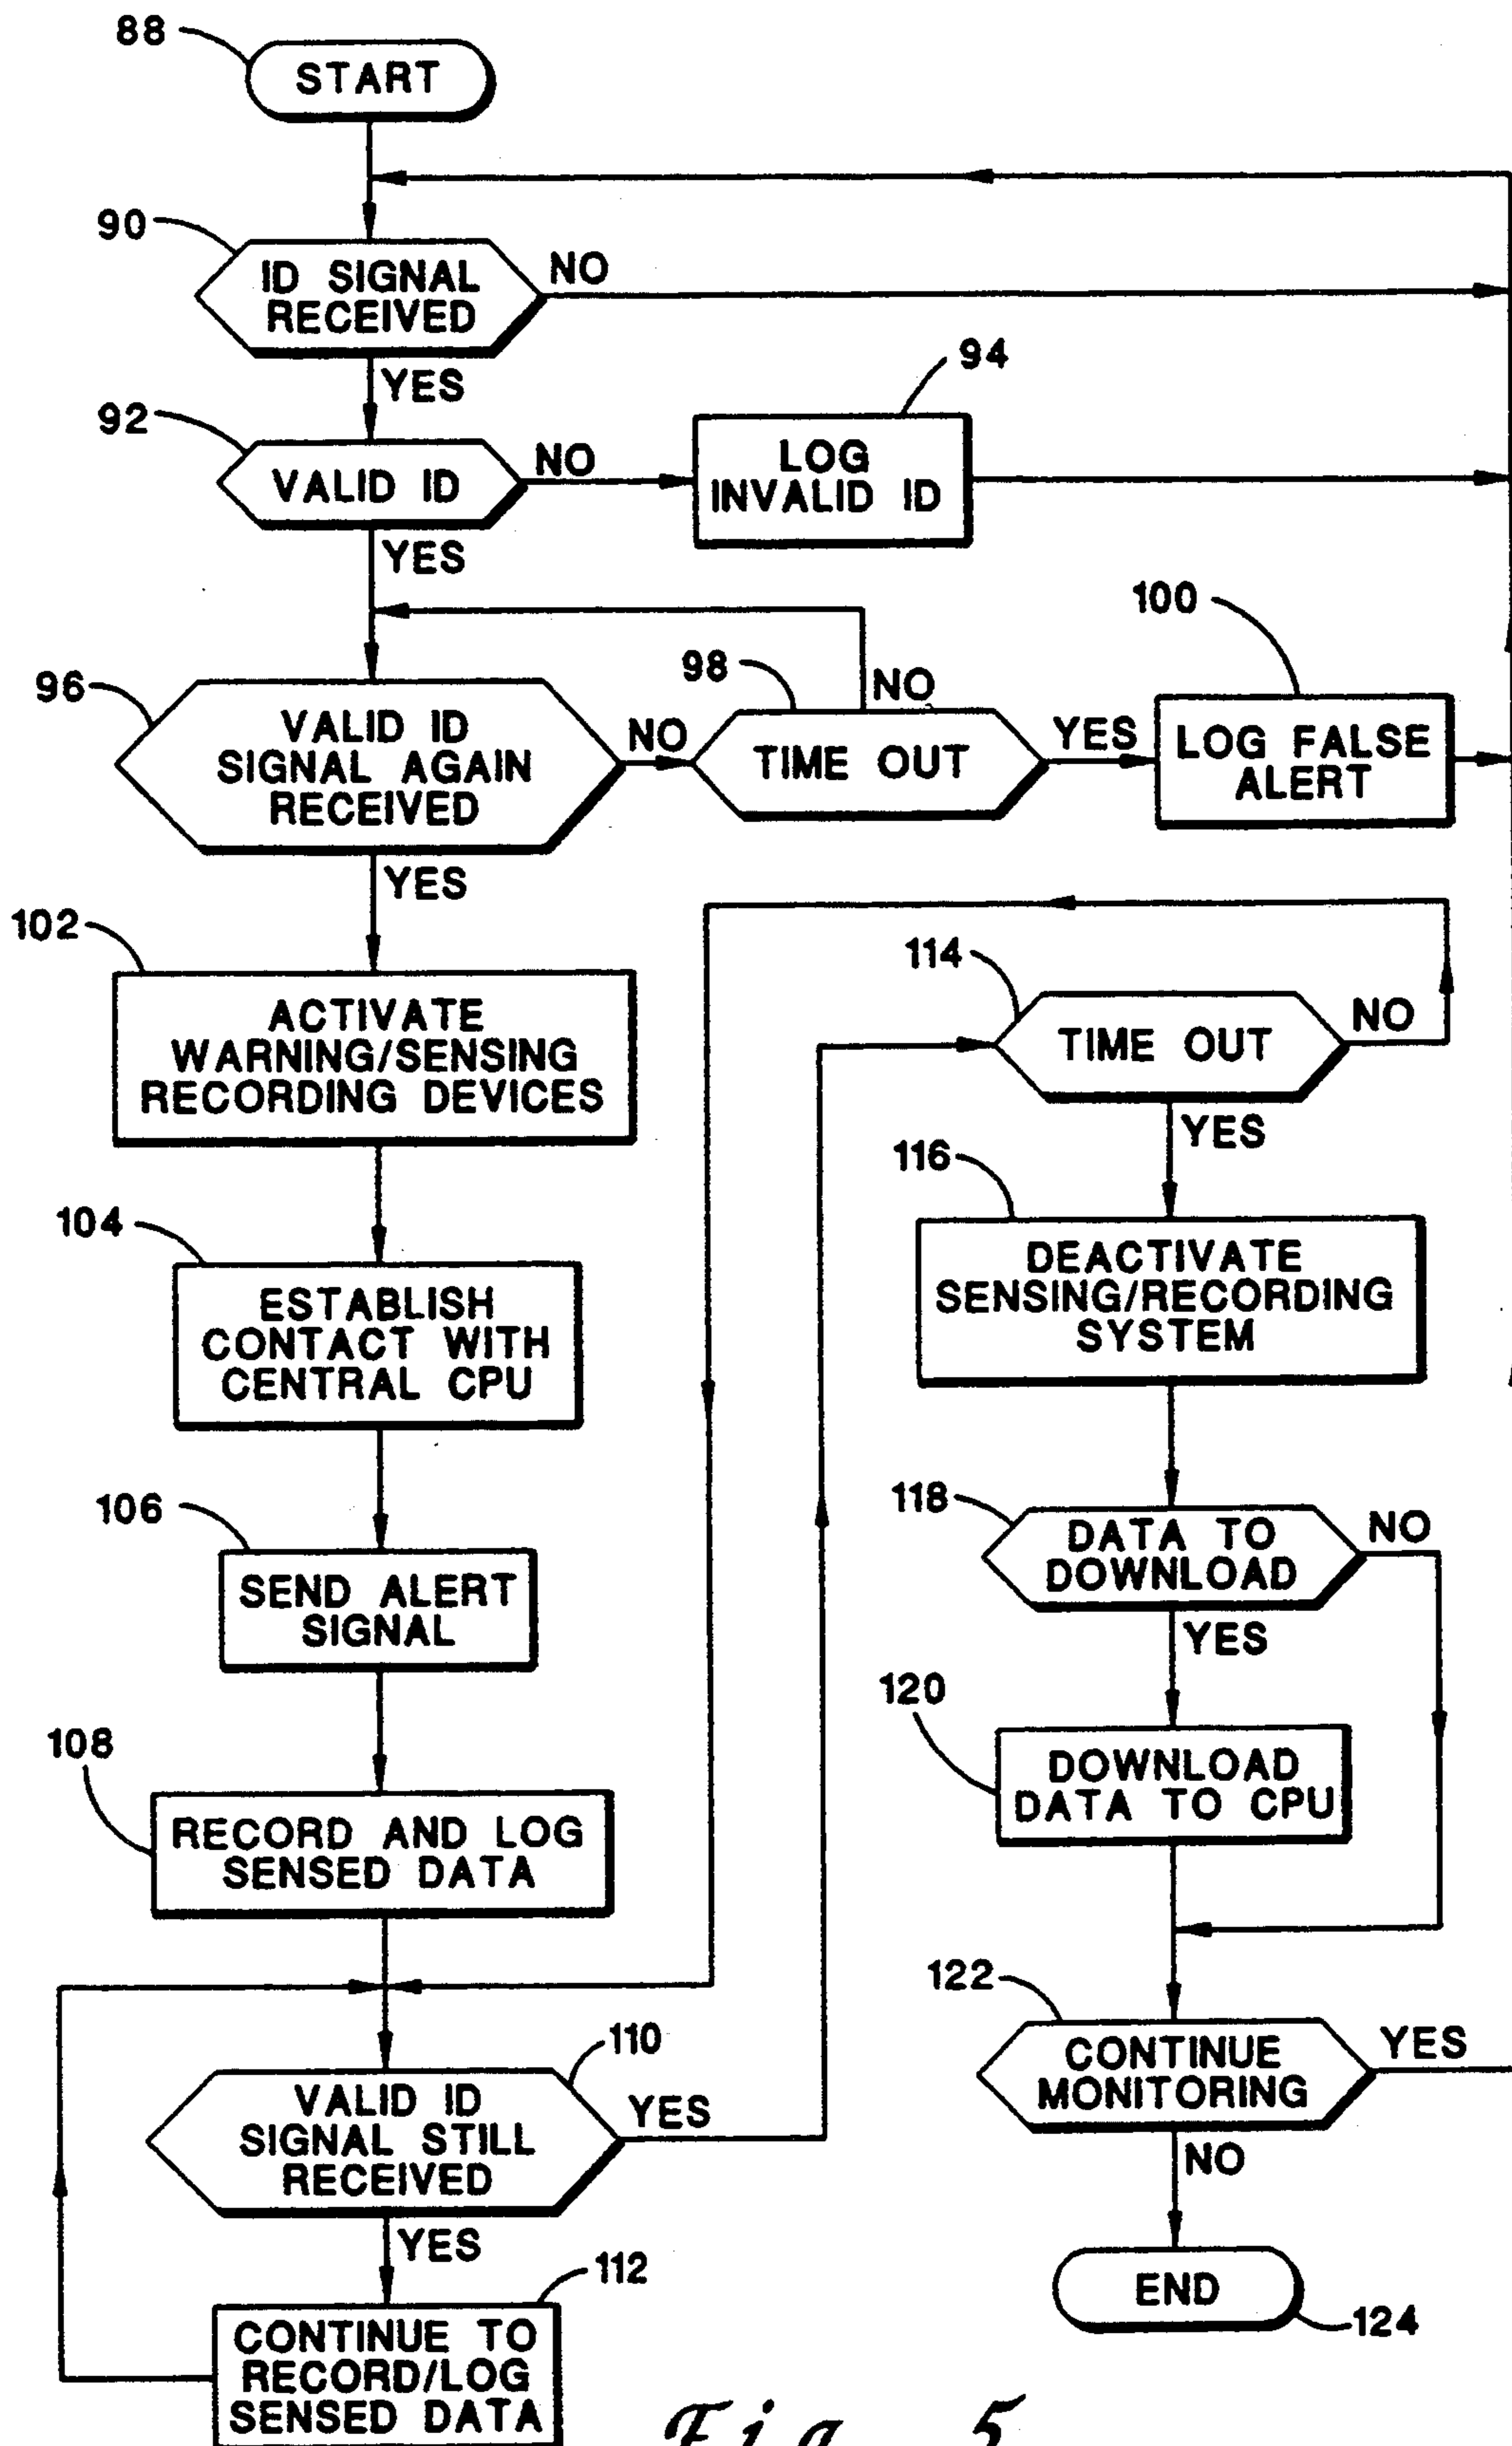 88
START
90
ID SIGNAL
RECEIVED
NO
YES
92
VALID ID
NO
94
LOG
INVALID ID
YES
96
VALID ID
SIGNAL AGAIN
RECEIVED
NO
98
TIME OUT
NO
YES
100
LOG FALSE
ALERT
YES
102
ACTIVATE
WARNING/SENSING
RECORDING DEVICES
104
ESTABLISH
CONTACT WITH
CENTRAL CPU
106
SEND ALERT
SIGNAL
108
RECORD AND LOG
SENSED DATA
110
VALID ID
SIGNAL STILL
RECEIVED
YES
YES
112
CONTINUE TO
RECORD/LOG
SENSED DATA
114
TIME OUT
NO
YES
116
DEACTIVATE
SENSING/RECORDING
SYSTEM
118
DATA TO
DOWNLOAD
NO
YES
120
DOWNLOAD
DATA TO CPU
122
CONTINUE
MONITORING
YES
NO
END
124
Fig. 5